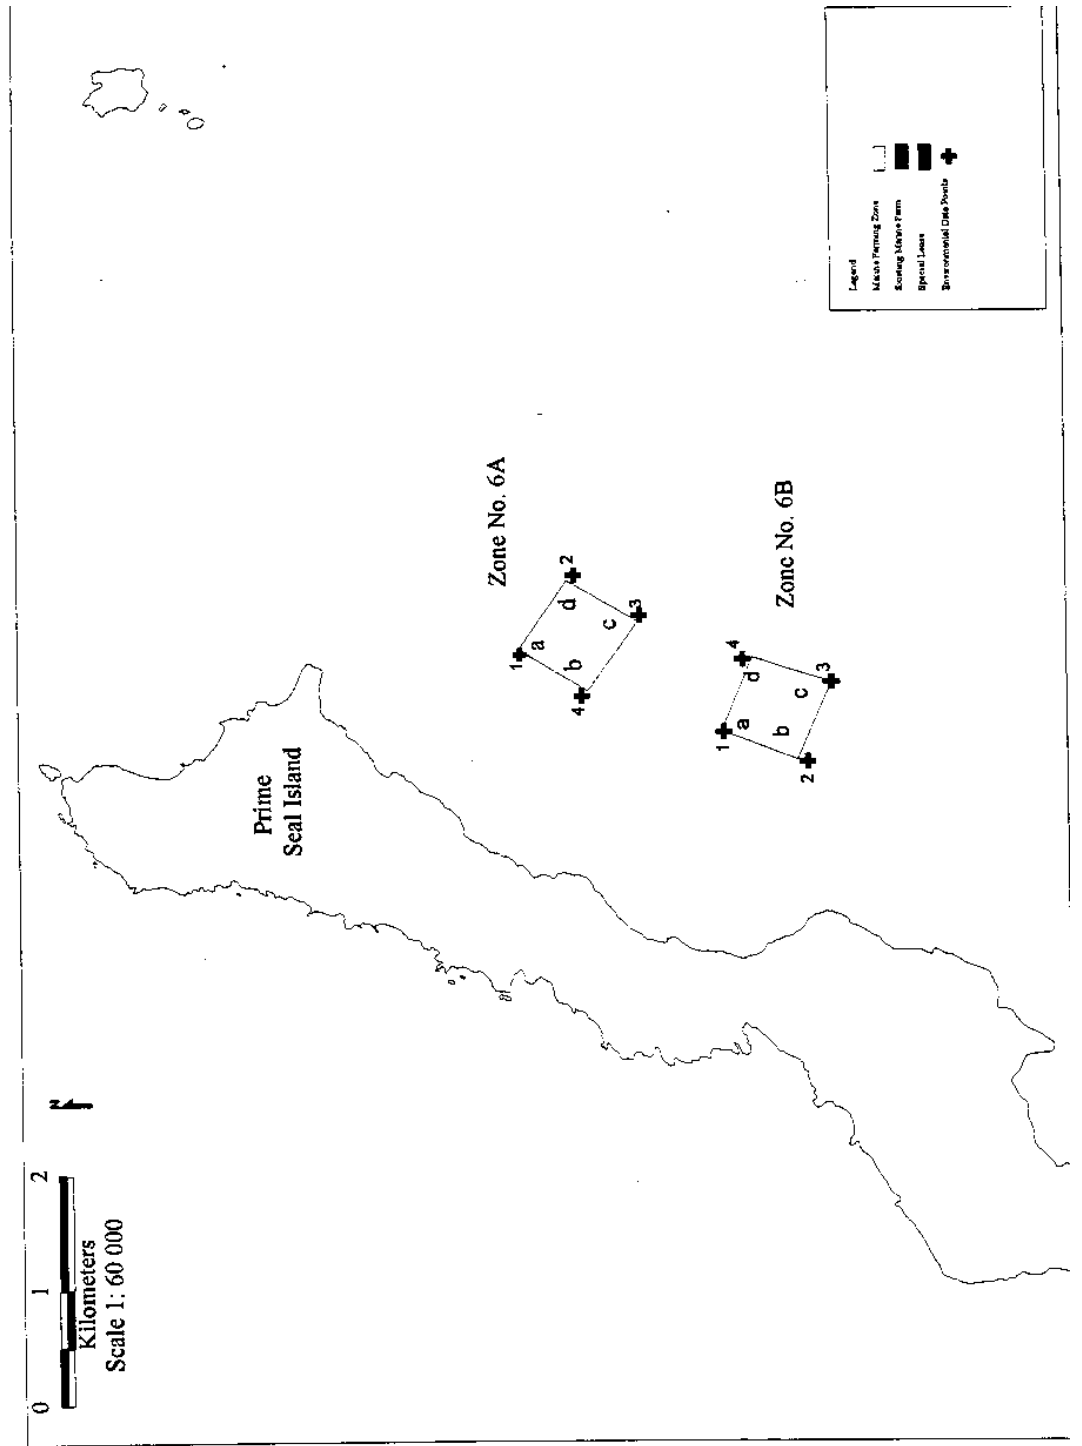 0 1 2
Kilometers
Scale 1: 60 000
N
Prime
Seal Island
Zone No. 6A
1
a
2
d
b
4
c
3
Zone No. 6B
1
a
4
d
b
2
c
3
Legend
Marine Farming Zone
Existing Marine Farm
Special Lease
Environmental Data Points